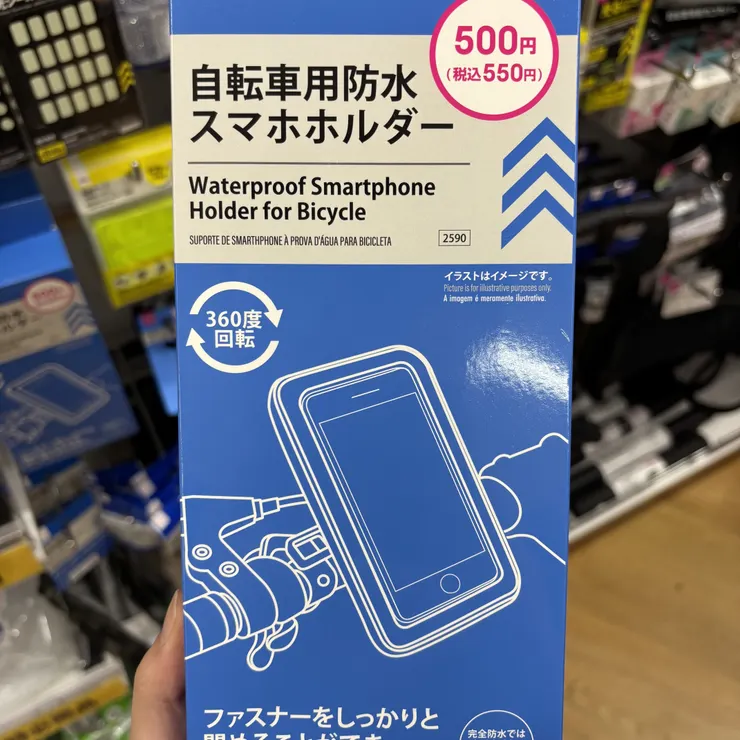 500円
(税込550円)
自転車用防水
スマホホルダー
Waterproof Smartphone
Holder for Bicycle
SUPORTE DE SMARTHPHONE À PROVA D'ÁGUA PARA BICICLETA
2590
イラストはイメージです。
Picture is for illustrative purposes only.
A imagem é meramente ilustrativa.
360度
回転
ファスナーをしっかりと
完全防水では